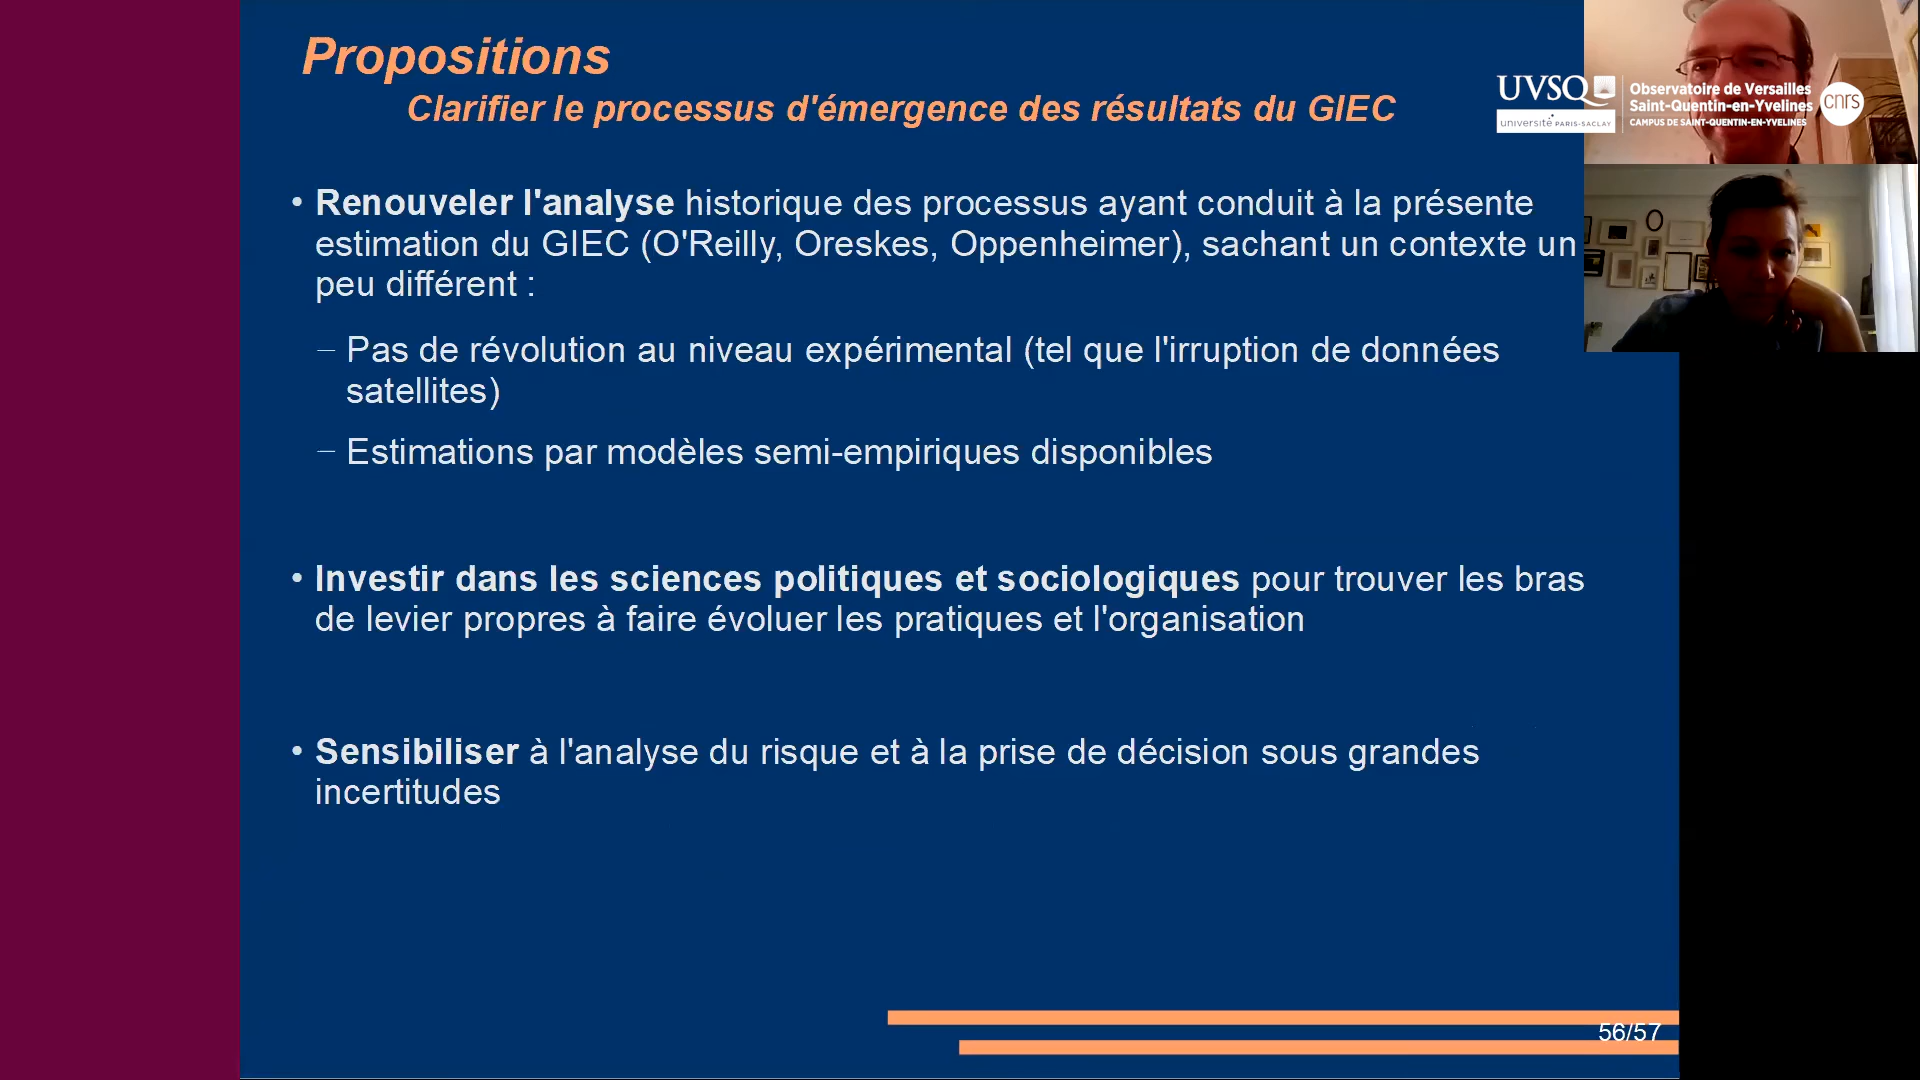 Propositions
Clarifier le processus d'émergence des résultats du GIEC
UVSQ
université PARIS-SACLAY
Observatoire de Versailles
Saint-Quentin-en-Yvelines
CAMPUS DE SAINT-QUENTIN-EN-YVELINES
cnrs
• Renouveler l'analyse historique des processus ayant conduit à la présente
estimation du GIEC (O'Reilly, Oreskes, Oppenheimer), sachant un contexte un
peu différent :
– Pas de révolution au niveau expérimental (tel que l'irruption de données
satellites)
– Estimations par modèles semi-empiriques disponibles
• Investir dans les sciences politiques et sociologiques pour trouver les bras
de levier propres à faire évoluer les pratiques et l'organisation
• Sensibiliser à l'analyse du risque et à la prise de décision sous grandes
incertitudes
56/57